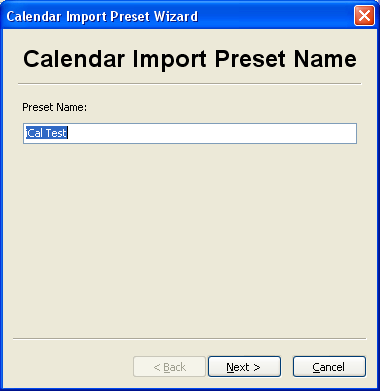 Calendar Import Preset Wizard
Calendar Import Preset Name
Preset Name:
iCal Test
< Back Next > Cancel